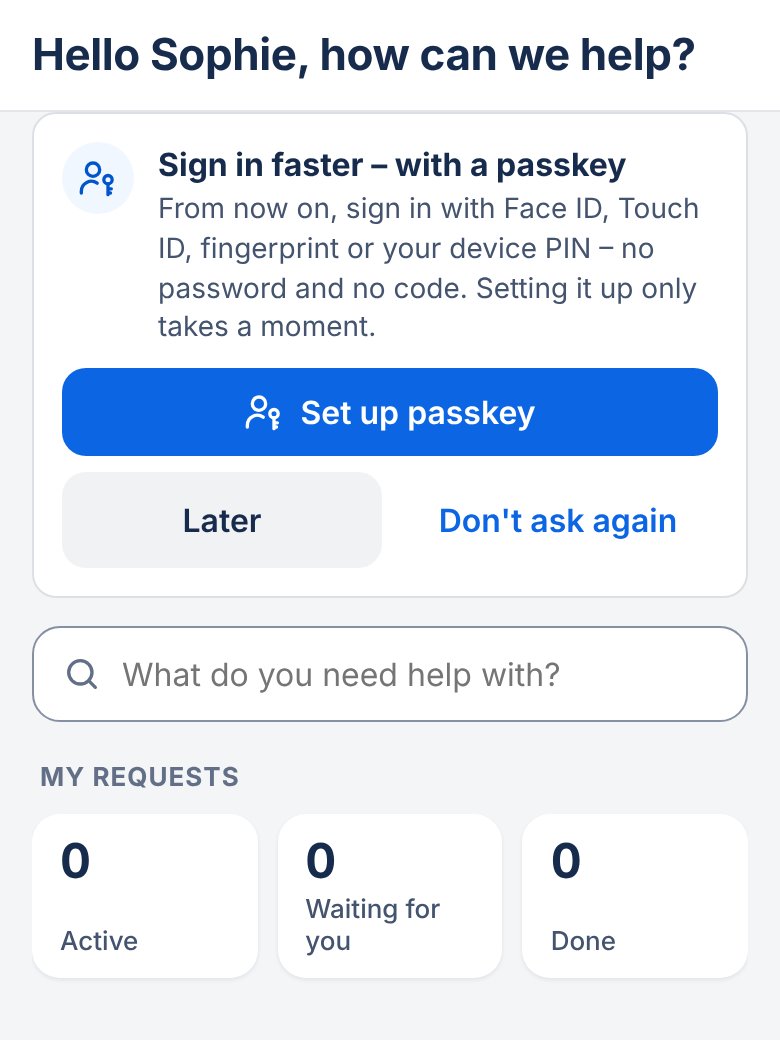 Hello Sophie, how can we help?
Sign in faster – with a passkey
From now on, sign in with Face ID, Touch
ID, fingerprint or your device PIN – no
password and no code. Setting it up only
takes a moment.
Set up passkey
Later
Don't ask again
What do you need help with?
MY REQUESTS
0
Active
0
Waiting for
you
0
Done